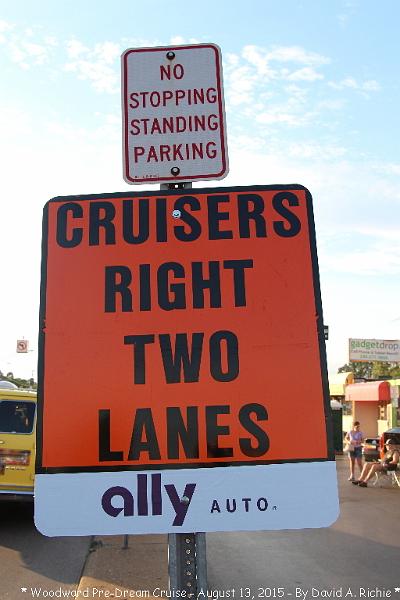 NO
STOPPING
STANDING
PARKING
CRUISERS
RIGHT
TWO
LANES
ally AUTO
gadgetdrop
* Woodward Pre-Dream Cruise - August 13, 2015 - By David A. Richie *